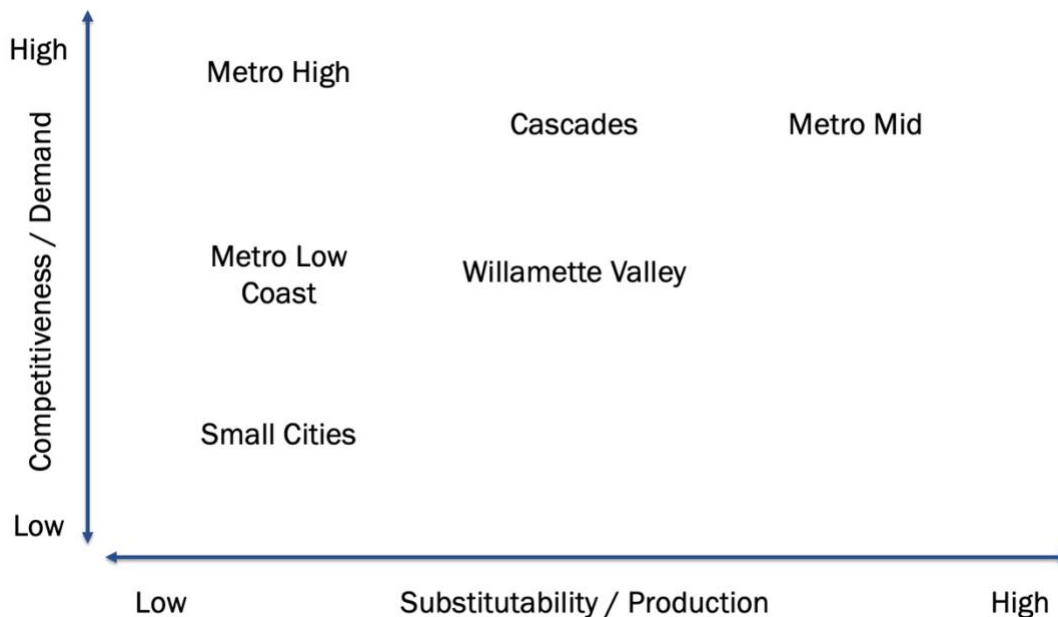 High
Metro High
Cascades
Metro Mid
Competitiveness / Demand
Metro Low
Coast
Willamette Valley
Small Cities
Low
Low
Substitutability / Production
High